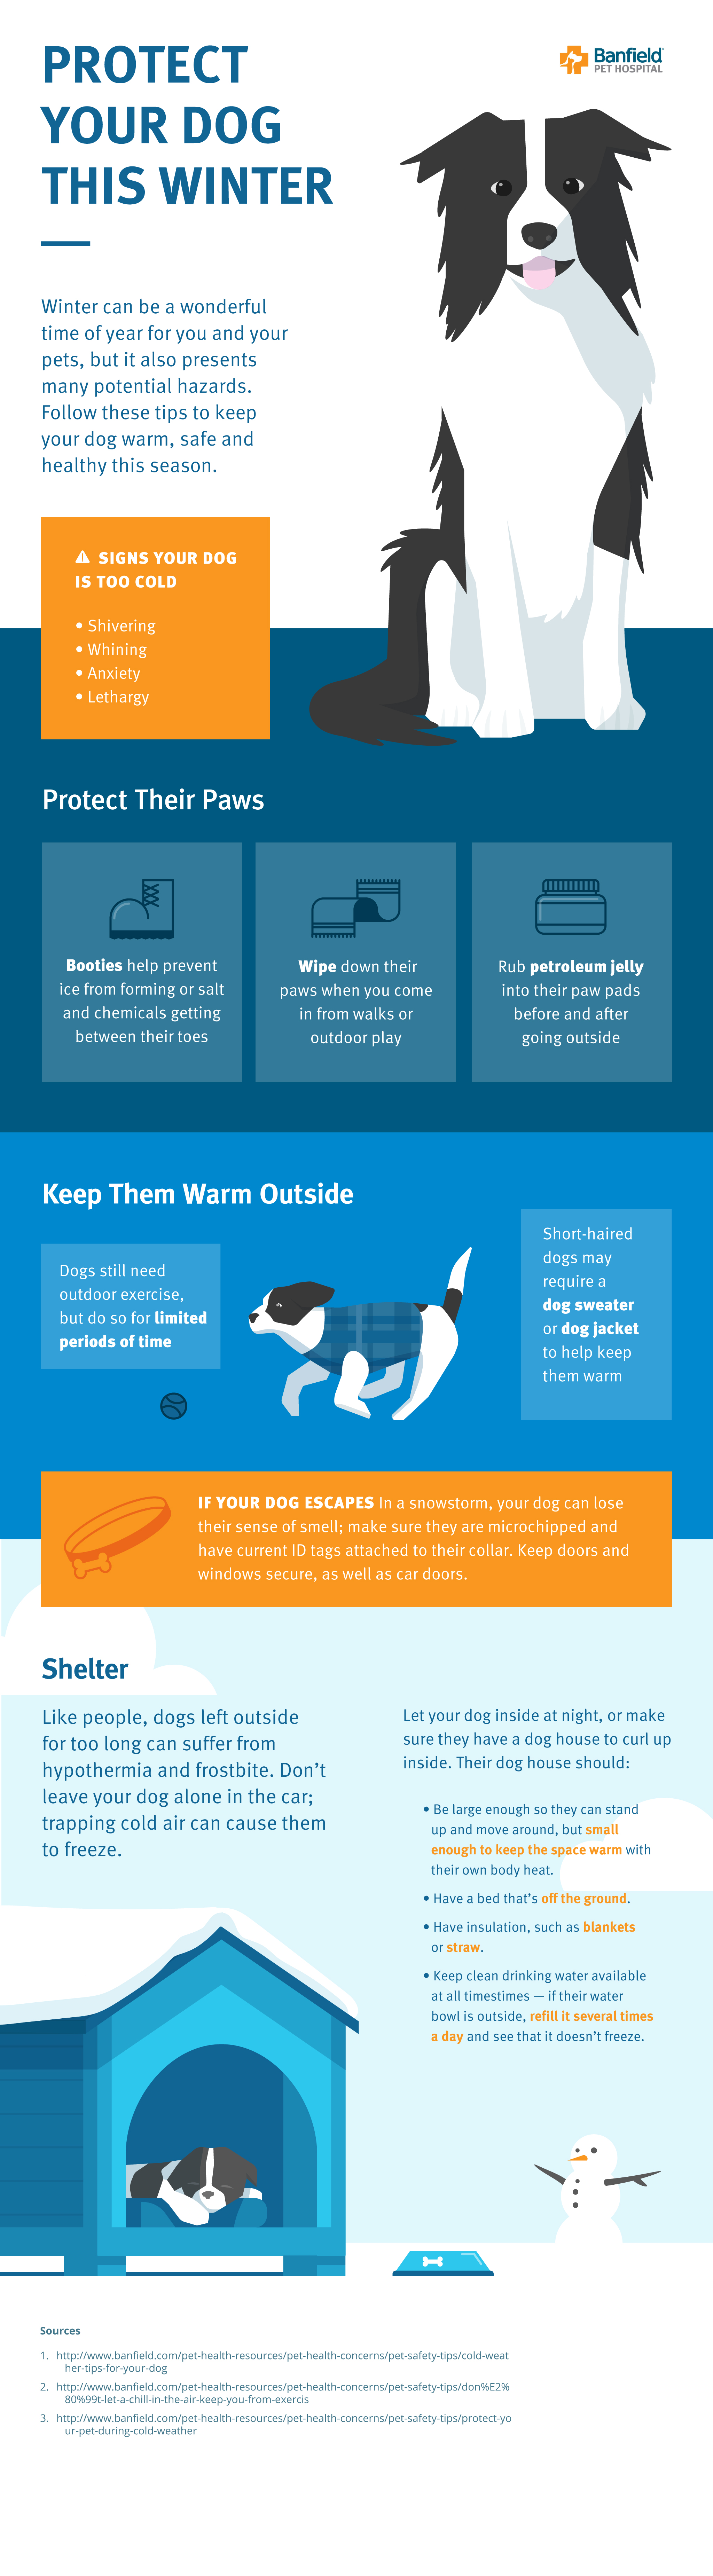 PROTECT
YOUR DOG
THIS WINTER
Banfield
PET HOSPITAL
Winter can be a wonderful
time of year for you and your
pets, but it also presents
many potential hazards.
Follow these tips to keep
your dog warm, safe and
healthy this season.
SIGNS YOUR DOG
IS TOO COLD
• Shivering
• Whining
• Anxiety
• Lethargy
Protect Their Paws
Booties help prevent
ice from forming or salt
and chemicals getting
between their toes
Wipe down their
paws when you come
in from walks or
outdoor play
Rub petroleum jelly
into their paw pads
before and after
going outside
Keep Them Warm Outside
Dogs still need
outdoor exercise,
but do so for limited
periods of time
Short-haired
dogs may
require a
dog sweater
or dog jacket
to help keep
them warm
IF YOUR DOG ESCAPES In a snowstorm, your dog can lose
their sense of smell; make sure they are microchipped and
have current ID tags attached to their collar. Keep doors and
windows secure, as well as car doors.
Shelter
Like people, dogs left outside
for too long can suffer from
hypothermia and frostbite. Don’t
leave your dog alone in the car;
trapping cold air can cause them
to freeze.
Let your dog inside at night, or make
sure they have a dog house to curl up
inside. Their dog house should:
• Be large enough so they can stand
up and move around, but small
enough to keep the space warm with
their own body heat.
• Have a bed that’s off the ground.
• Have insulation, such as blankets
or straw.
• Keep clean drinking water available
at all timestimes — if their water
bowl is outside, refill it several times
a day and see that it doesn’t freeze.
Sources
1. http://www.banfield.com/pet-health-resources/pet-health-concerns/pet-safety-tips/cold-weat
her-tips-for-your-dog
2. http://www.banfield.com/pet-health-resources/pet-health-concerns/pet-safety-tips/don%E2%
80%99t-let-a-chill-in-the-air-keep-you-from-exercis
3. http://www.banfield.com/pet-health-resources/pet-health-concerns/pet-safety-tips/protect-yo
ur-pet-during-cold-weather